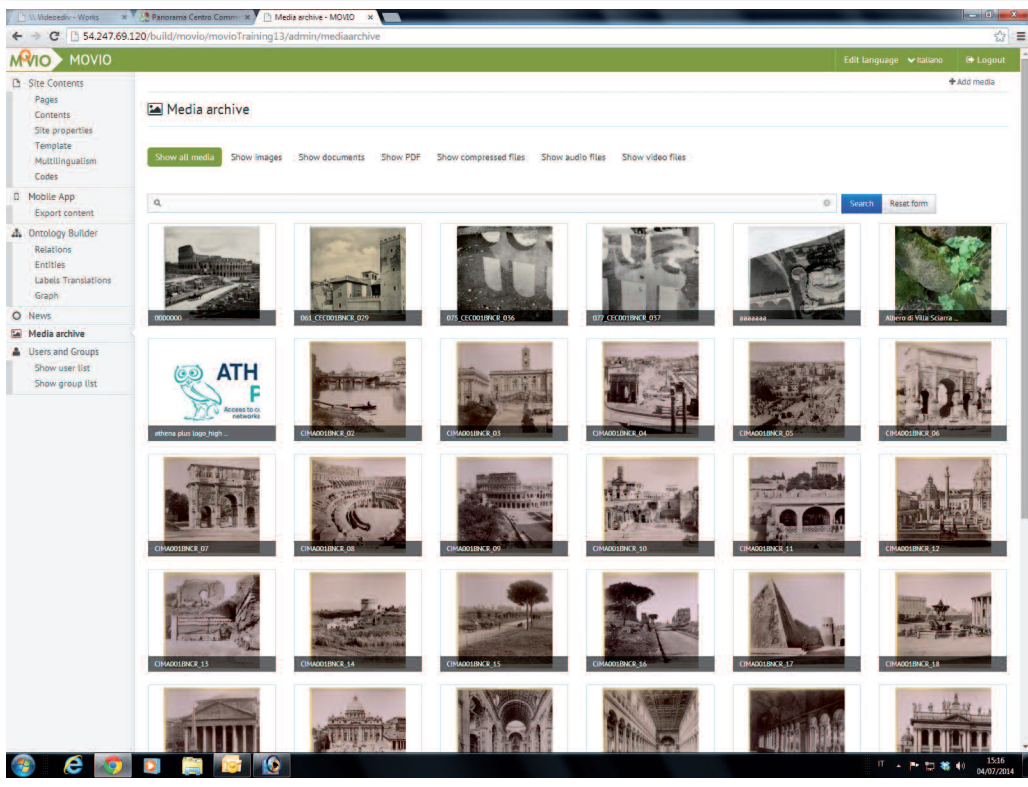 \\ Videoediv - Works
Panorama Centro Comm
Media archive - MOVIO
54.247.69.120/build/movio/movioTraining13/admin/mediaarchive
MOVIO MOVIO
Edit language Italiano Logout
Site Contents
Pages
Contents
Site properties
Template
Multilingualism
Codes
Mobile App
Export content
Ontology Builder
Relations
Entities
Labels Translations
Graph
News
Media archive
Users and Groups
Show user list
Show group list
Add media
Media archive
Show all media Show images Show documents Show PDF Show compressed files Show audio files Show video files
Search Reset form
0000000 061_CEC001BNCR_029 075_CEC001BNCR_036 077_CEC001BNCR_037 aaaaaaa Albero di Villa Sciarra ...
ATH
P
Access to cu
networks
athena plus logo_high ... CIMA001BNCR_02 CIMA001BNCR_03 CIMA001BNCR_04 CIMA001BNCR_05 CIMA001BNCR_06
CIMA001BNCR_07 CIMA001BNCR_08 CIMA001BNCR_09 CIMA001BNCR_10 CIMA001BNCR_11 CIMA001BNCR_12
CIMA001BNCR_13 CIMA001BNCR_14 CIMA001BNCR_15 CIMA001BNCR_16 CIMA001BNCR_17 CIMA001BNCR_18
IT 15:16
04/07/2014